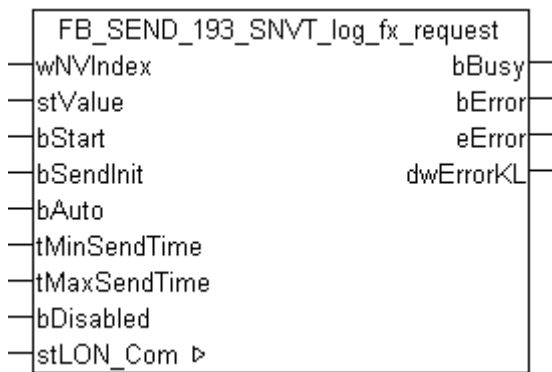 FB_SEND_193_SNVT_log_fx_request
wNVIndex bBusy
stValue bError
bStart eError
bSendInit dwErrorKL
bAuto
tMinSendTime
tMaxSendTime
bDisabled
stLON_Com ▷